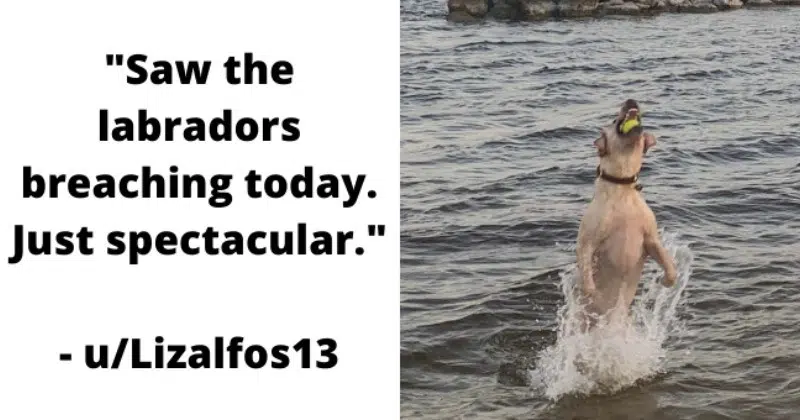 "Saw the
labradors
breaching today.
Just spectacular."
- u/Lizalfos13